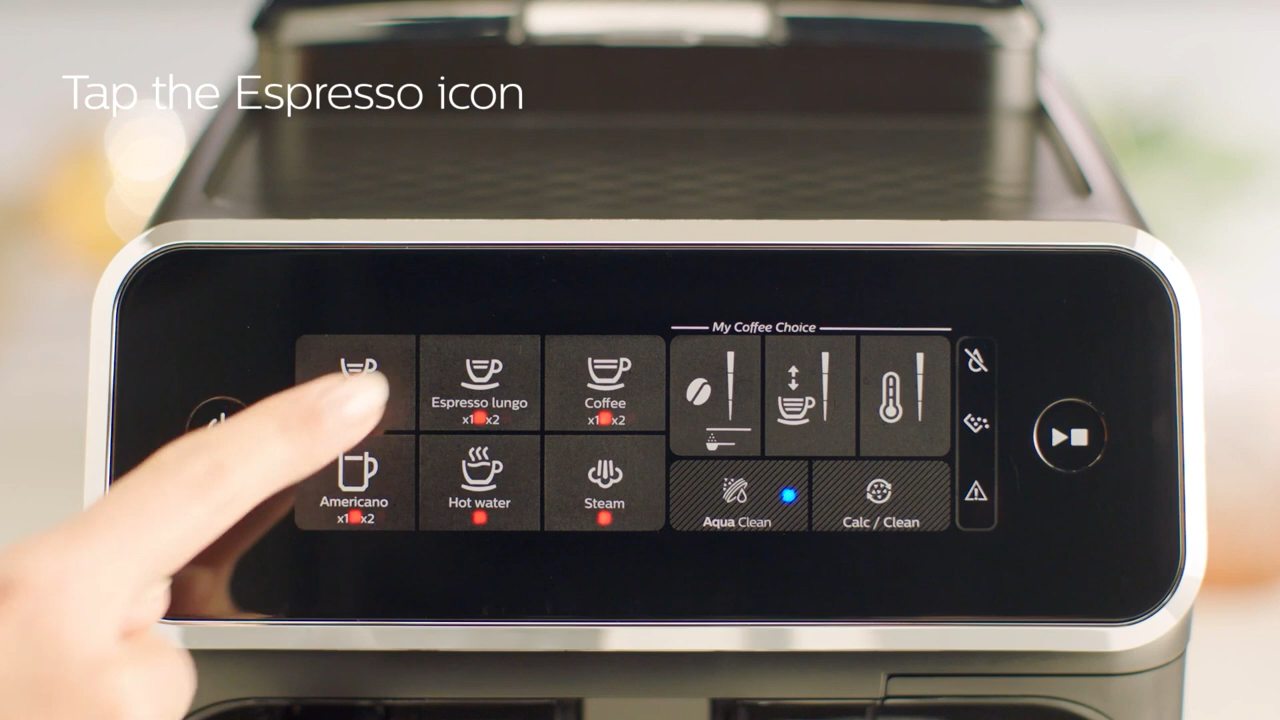 Tap the Espresso icon
My Coffee Choice
Espresso lungo
x1 x2
Coffee
x1 x2
Americano
x1 x2
Hot water
Steam
Aqua Clean
Calc / Clean